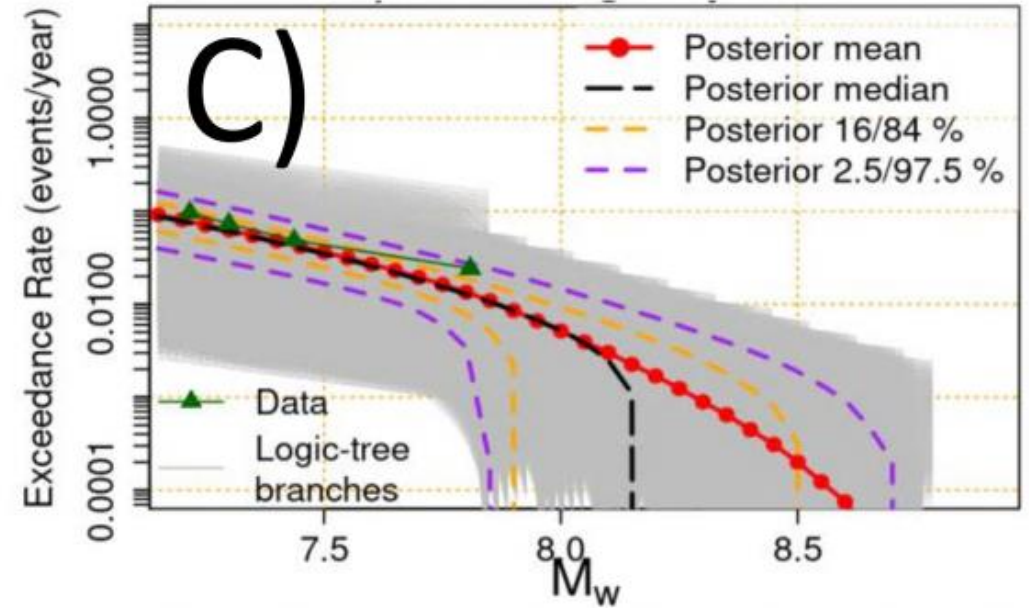 C)
Posterior mean
Posterior median
Posterior 16/84 %
Posterior 2.5/97.5 %
Exceedance Rate (events/year)
1.0000
0.0100
0.0001
Data
Logic-tree
branches
7.5 8.0 8.5
Mw